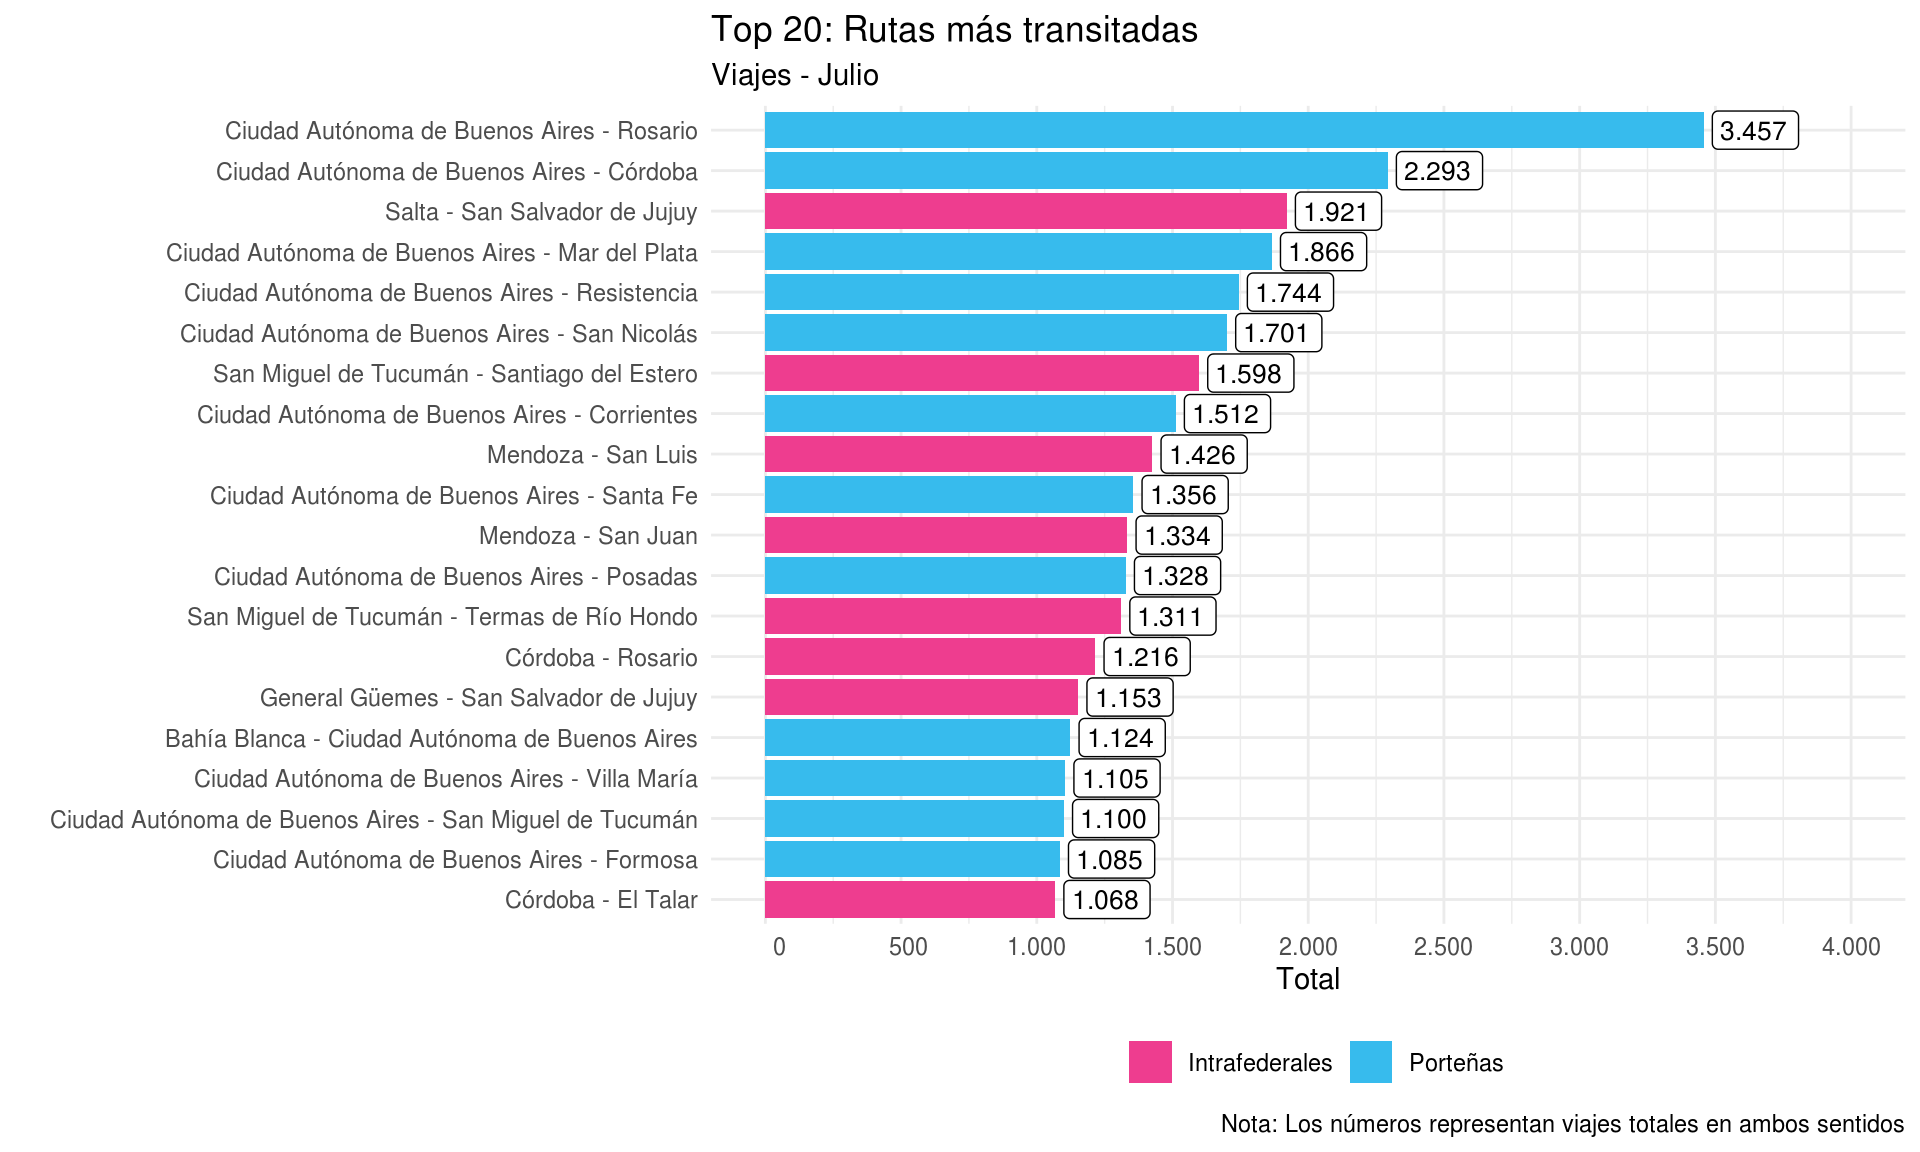 Top 20: Rutas más transitadas
Viajes - Julio
Ciudad Autónoma de Buenos Aires - Rosario 3.457
Ciudad Autónoma de Buenos Aires - Córdoba 2.293
Salta - San Salvador de Jujuy 1.921
Ciudad Autónoma de Buenos Aires - Mar del Plata 1.866
Ciudad Autónoma de Buenos Aires - Resistencia 1.744
Ciudad Autónoma de Buenos Aires - San Nicolás 1.701
San Miguel de Tucumán - Santiago del Estero 1.598
Ciudad Autónoma de Buenos Aires - Corrientes 1.512
Mendoza - San Luis 1.426
Ciudad Autónoma de Buenos Aires - Santa Fe 1.356
Mendoza - San Juan 1.334
Ciudad Autónoma de Buenos Aires - Posadas 1.328
San Miguel de Tucumán - Termas de Río Hondo 1.311
Córdoba - Rosario 1.216
General Güemes - San Salvador de Jujuy 1.153
Bahía Blanca - Ciudad Autónoma de Buenos Aires 1.124
Ciudad Autónoma de Buenos Aires - Villa María 1.105
Ciudad Autónoma de Buenos Aires - San Miguel de Tucumán 1.100
Ciudad Autónoma de Buenos Aires - Formosa 1.085
Córdoba - El Talar 1.068
0 500 1.000 1.500 2.000 2.500 3.000 3.500 4.000
Total
Intrafederales Porteñas
Nota: Los números representan viajes totales en ambos sentidos